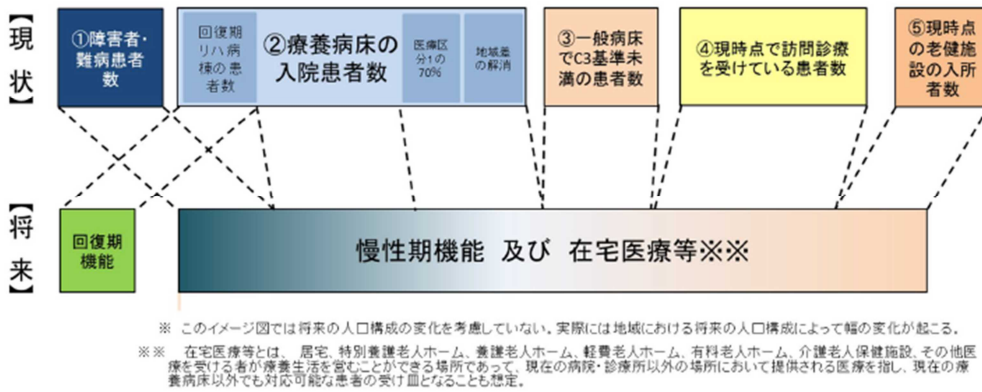 【現状】
①障害者・
難病患者
数
回復期
リハ病
棟の患
者数
②療養病床の
入院患者数
医療区
分1の
70%
地域差
の解消
③一般病床
でC3基準未
満の患者数
④現時点で訪問診療
を受けている患者数
⑤現時点
の老健施
設の入所
者数
【将来】
回復期
機能
慢性期機能 及び 在宅医療等※※
※ このイメージ図では将来の人口構成の変化を考慮していない。実際には地域における将来の人口構成によって幅の変化が起こる。
※※ 在宅医療等とは、 居宅、特別養護老人ホーム、養護老人ホーム、軽費老人ホーム、有料老人ホーム、介護老人保健施設、その他医
療を受ける者が療養生活を営むことができる場所であって、現在の病院・診療所以外の場所において提供される医療を指し、現在の療
養病床以外でも対応可能な患者の受け皿となることも想定。